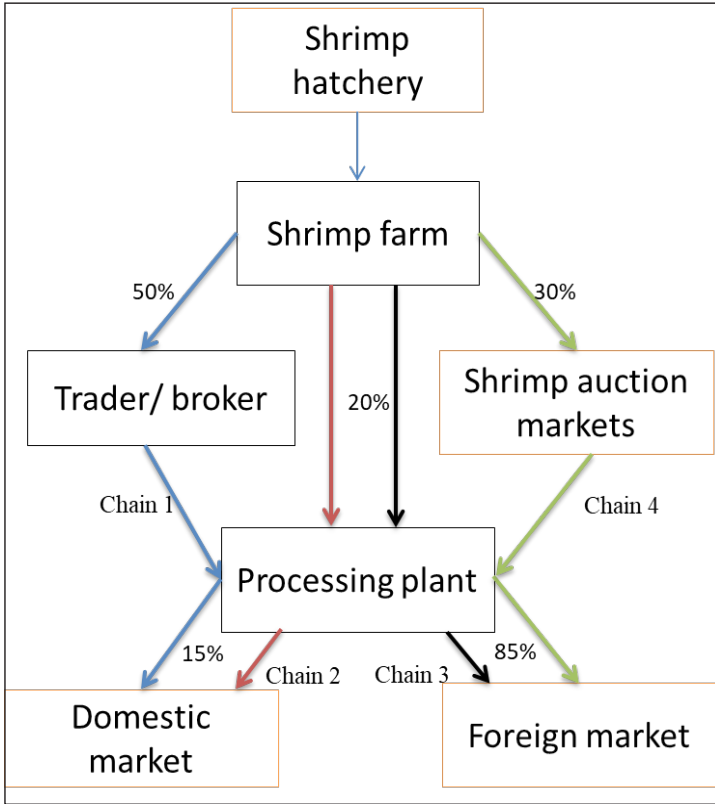 Shrimp
hatchery
Shrimp farm
50%
30%
Trader/ broker
20%
Shrimp auction
markets
Chain 1
Chain 4
Processing plant
15%
Chain 2
Chain 3
85%
Domestic
market
Foreign market